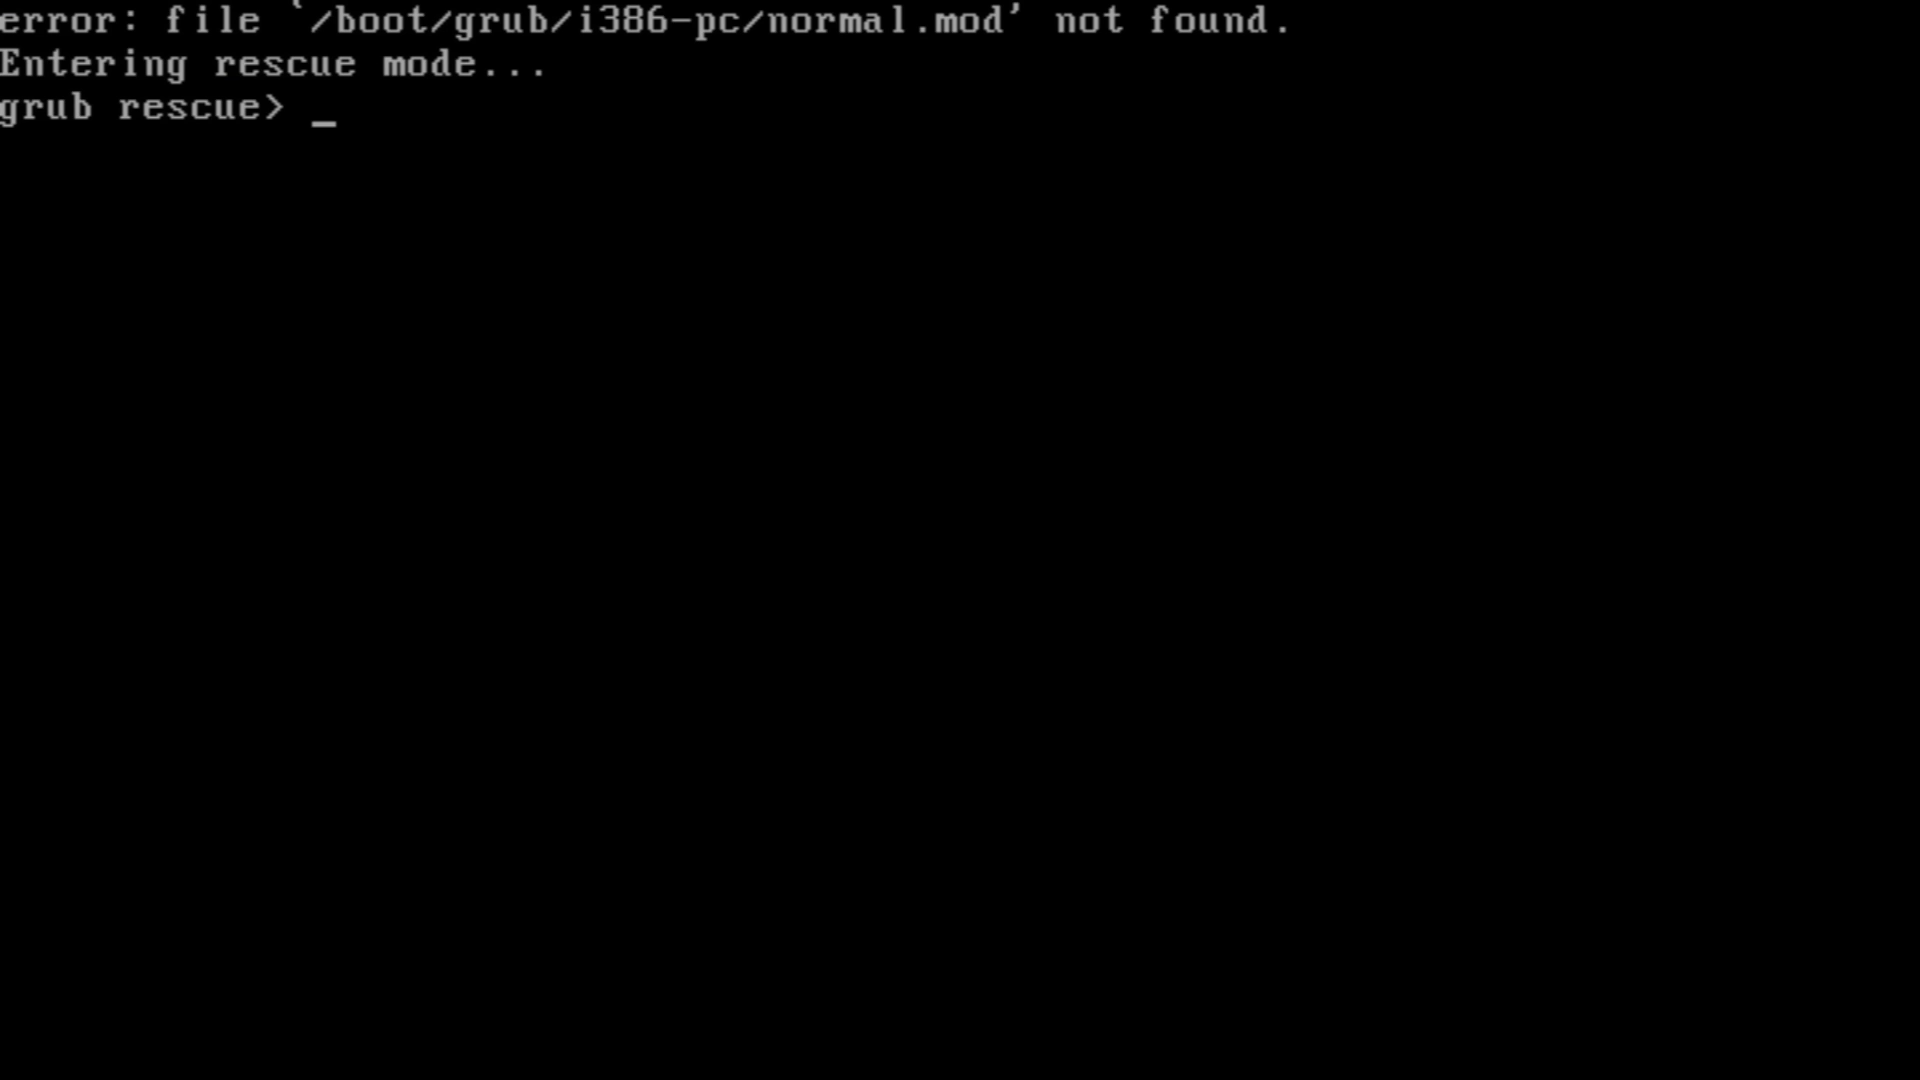 error: file `/boot/grub/i386-pc/normal.mod' not found.
Entering rescue mode...
grub rescue> _